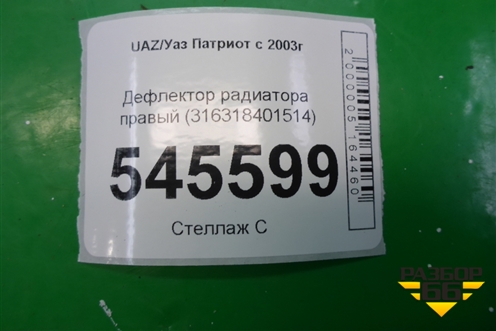 UAZ/Уаз Патриот с 2003г
Дефлектор радиатора
правый (316318401514)
545599
Стеллаж С
2000005164460
РАЗБОР
66